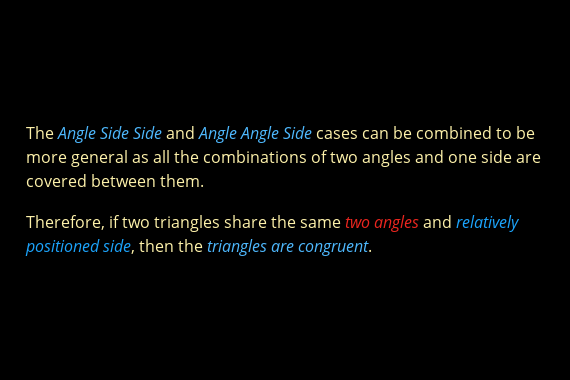 The Angle Side Side and Angle Angle Side cases can be combined to be
more general as all the combinations of two angles and one side are
covered between them.
Therefore, if two triangles share the same two angles and relatively
positioned side, then the triangles are congruent.